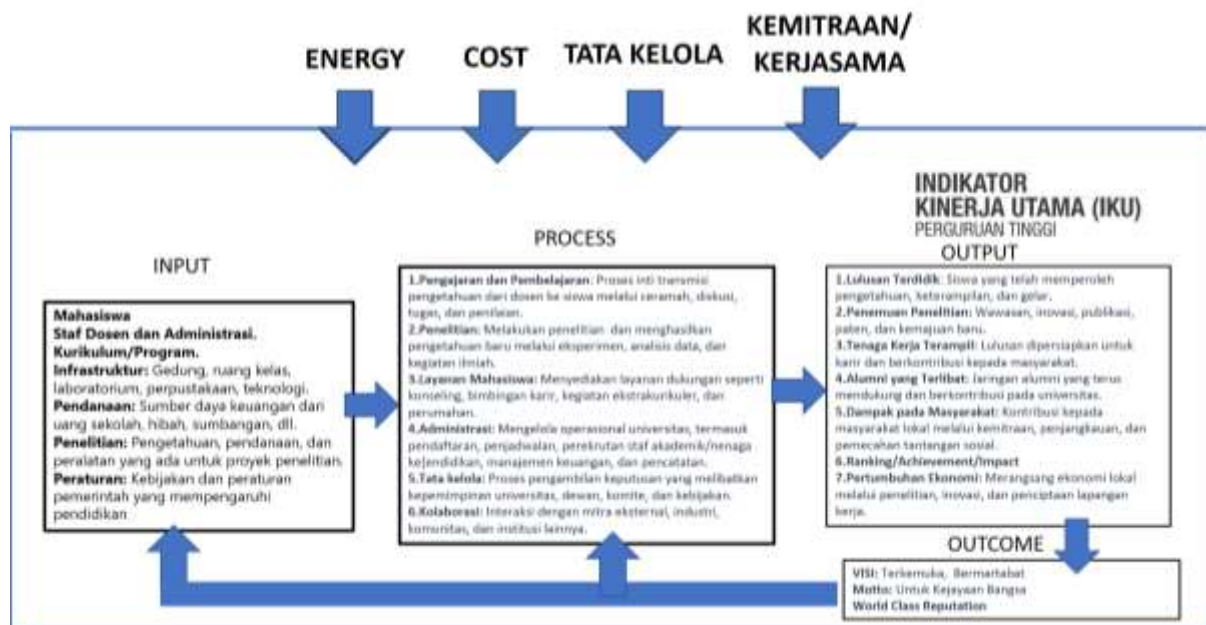 ENERGY
COST
TATA KELOLA
KEMITRAAN/
KERJASAMA
INDIKATOR
KINERJA UTAMA (IKU)
PERGURUAN TINGGI
INPUT
Mahasiswa
Staf Dosen dan Administrasi.
Kurikulum/Program.
Infrastruktur: Gedung, ruang kelas,
laboratorium, perpustakaan, teknologi.
Pendanaan: Sumber daya keuangan dari
uang sekolah, hibah, sumbangan, dll.
Penelitian: Pengetahuan, pendanaan, dan
peralatan yang ada untuk proyek penelitian.
Peraturan: Kebijakan dan peraturan
pemerintah yang mempengaruhi
pendidikan
PROCESS
1.Pengajaran dan Pembelajaran: Proses inti transmisi
pengetahuan dari dosen ke siswa melalui ceramah, diskusi,
tugas, dan penilaian.
2.Penelitian: Melakukan penelitian dan menghasilkan
pengetahuan baru melalui eksperimen, analisis data, dan
kegiatan ilmiah.
3.Layanan Mahasiswa: Menyediakan layanan dukungan seperti
konseling, bimbingan karir, kegiatan ekstrakurikuler, dan
perumahan.
4.Administrasi: Mengelola operasional universitas, termasuk
pendaftaran, penjadwalan, perekrutan staf akademik/nenaga
kejendidikan, manajemen keuangan, dan pencatatan.
5.Tata kelola: Proses pengambilan keputusan yang melibatkan
kepemimpinan universitas, dewan, komite, dan kebijakan.
6.Kolaborasi: Interaksi dengan mitra eksternal, industri,
komunitas, dan institusi lainnya.
OUTPUT
1.Lulusan Terdidik: Siswa yang telah memperoleh
pengetahuan, keterampilan, dan gelar.
2.Penemuan Penelitian: Wawasan, inovasi, publikasi,
paten, dan kemajuan baru.
3.Tenaga Kerja Terampil: Lulusan dipersiapkan untuk
karir dan berkontribusi kepada masyarakat.
4.Alumni yang Terlibat: Jaringan alumni yang terus
mendukung dan berkontribusi pada universitas.
5.Dampak pada Masyarakat: Kontribusi kepada
masyarakat lokal melalui kemitraan, penjangkauan, dan
pemecahan tantangan sosial.
6.Ranking/Achievement/Impact
7.Pertumbuhan Ekonomi: Merangsang ekonomi lokal
melalui penelitian, inovasi, dan penciptaan lapangan
kerja.
OUTCOME
VISI: Terkemuka, Bermartabat
Motto: Untuk Kejayaan Bangsa
World Class Reputation